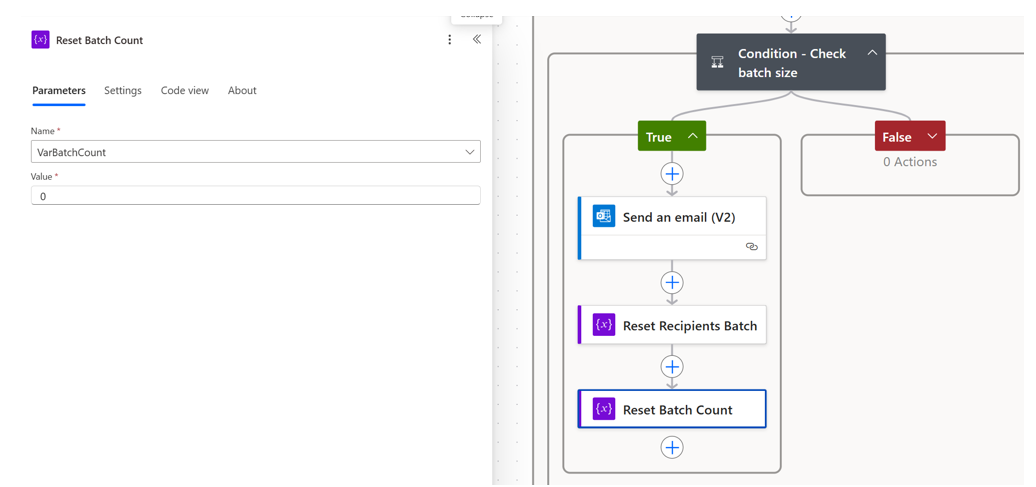 Reset Batch Count
Parameters Settings Code view About
Name *
VarBatchCount
Value *
0
Condition - Check
batch size
True
False
0 Actions
Send an email (V2)
{x} Reset Recipients Batch
{x} Reset Batch Count